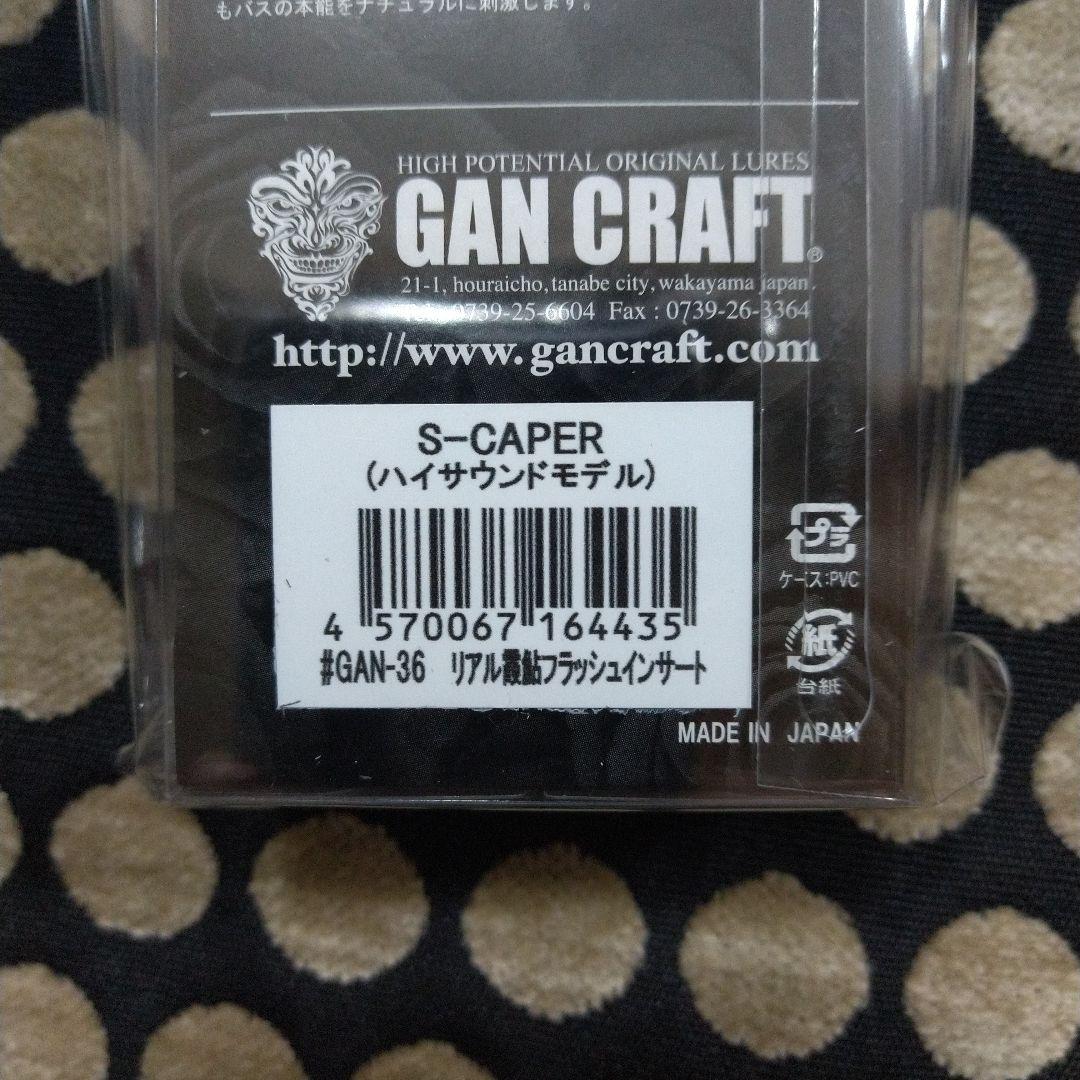 もバスの本能をナチュラルに刺激します。
HIGH POTENTIAL ORIGINAL LURES
GAN CRAFT®
21-1, houraicho, tanabe city, wakayama japan.
Tel : 0739-25-6604 Fax : 0739-26-3364
http://www.gancraft.com
S-CAPER
(ハイサウンドモデル)
4 570067 164435
#GAN-36 リアル霞鮎フラッシュインサート
プラ
ケース:PVC
紙
台紙
MADE IN JAPAN